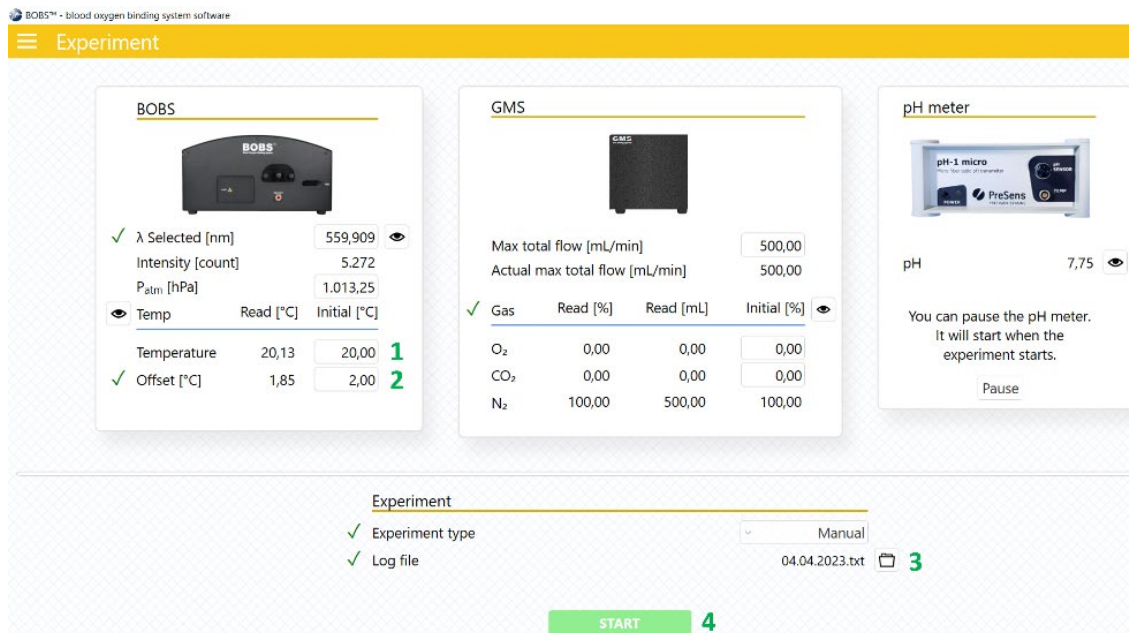 BOBS™ - blood oxygen binding system software
Experiment
BOBS
BOBS™
λ Selected [nm] 559,909
Intensity [count] 5.272
Patm [hPa] 1.013,25
Temp Read [°C] Initial [°C]
Temperature 20,13 20,00 1
Offset [°C] 1,85 2,00 2
GMS
GMS
Max total flow [mL/min] 500,00
Actual max total flow [mL/min] 500,00
Gas Read [%] Read [mL] Initial [%]
O₂ 0,00 0,00 0,00
CO₂ 0,00 0,00 0,00
N₂ 100,00 500,00 100,00
pH meter
pH-1 micro
pH
SENSOR
POWER
PreSens
TEMP
pH 7,75
You can pause the pH meter.
It will start when the
experiment starts.
Pause
Experiment
Experiment type Manual
Log file 04.04.2023.txt 3
START 4